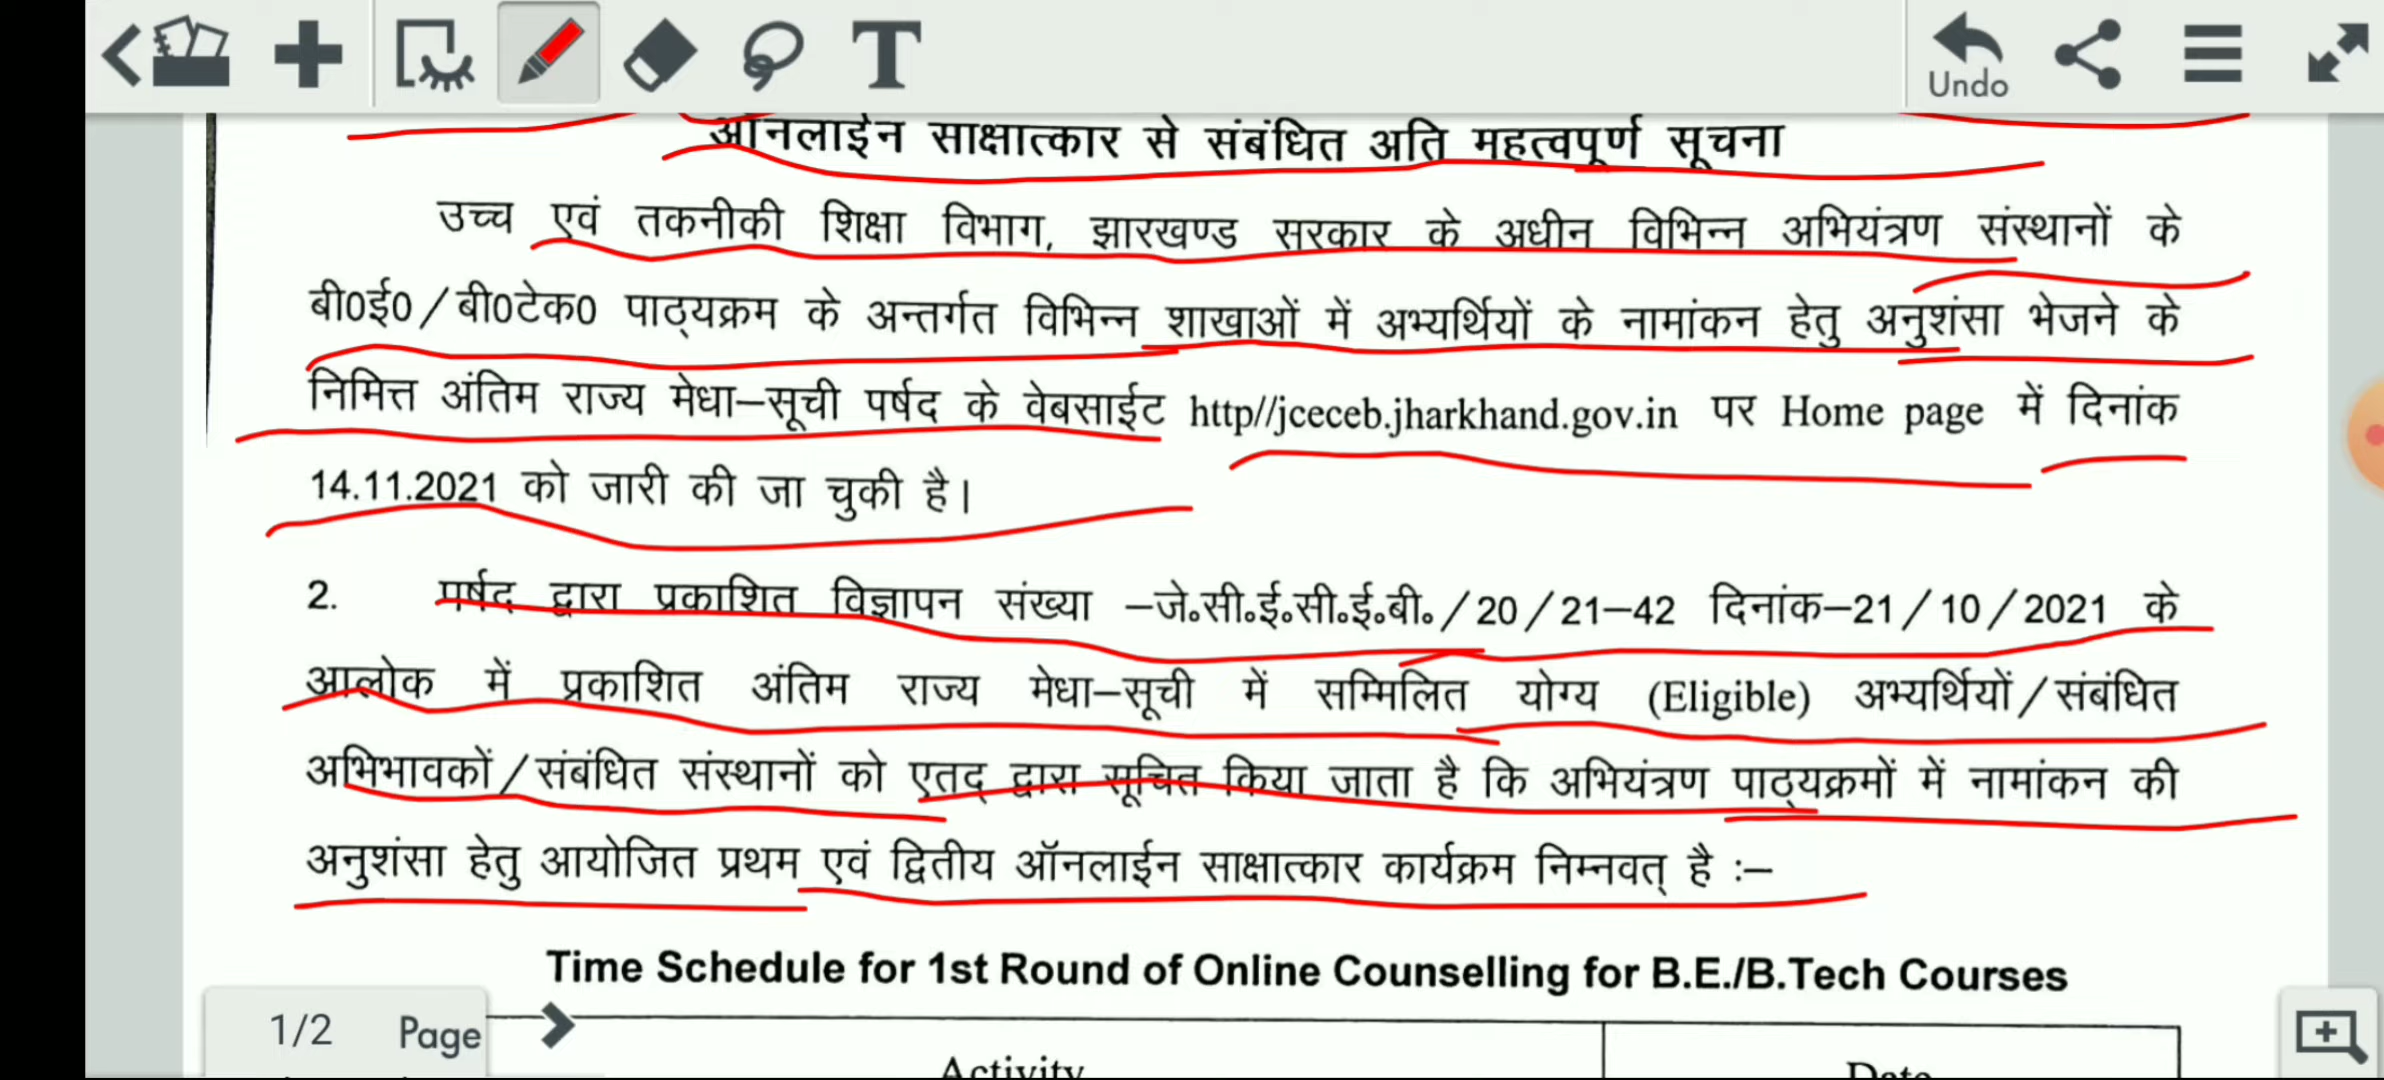 T
Undo
ऑनलाईन साक्षात्कार से संबंधित अति महत्वपूर्ण सूचना
उच्च एवं तकनीकी शिक्षा विभाग, झारखण्ड सरकार के अधीन विभिन्न अभियंत्रण संस्थानों के
बी0ई0/बी0टेक0 पाठ्यक्रम के अन्तर्गत विभिन्न शाखाओं में अभ्यर्थियों के नामांकन हेतु अनुशंसा भेजने के
निमित्त अंतिम राज्य मेधा–सूची पर्षद के वेबसाईट http//jceceb.jharkhand.gov.in पर Home page में दिनांक
14.11.2021 को जारी की जा चुकी है।
2. पर्षद द्वारा प्रकाशित विज्ञापन संख्या –जे.सी.ई.सी.ई.बी./20/21–42 दिनांक–21/10/2021 के
आलोक में प्रकाशित अंतिम राज्य मेधा–सूची में सम्मिलित योग्य (Eligible) अभ्यर्थियों/संबंधित
अभिभावकों/संबंधित संस्थानों को एतद् द्वारा सूचित किया जाता है कि अभियंत्रण पाठ्यक्रमों में नामांकन की
अनुशंसा हेतु आयोजित प्रथम एवं द्वितीय ऑनलाईन साक्षात्कार कार्यक्रम निम्नवत् है :–
Time Schedule for 1st Round of Online Counselling for B.E./B.Tech Courses
1/2 Page
Activity Date